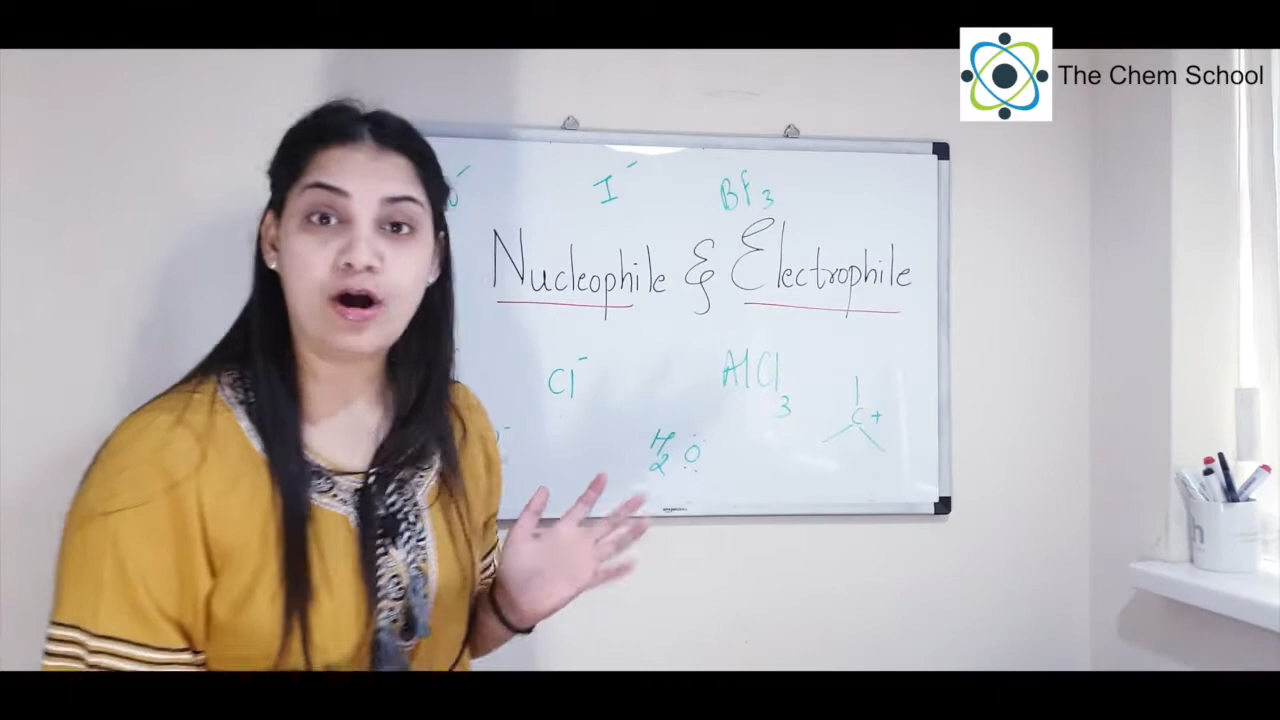 The Chem School
I⁻ BF₃
Nucleophile & Electrophile
Cl⁻ AlCl₃
C+
H₂O